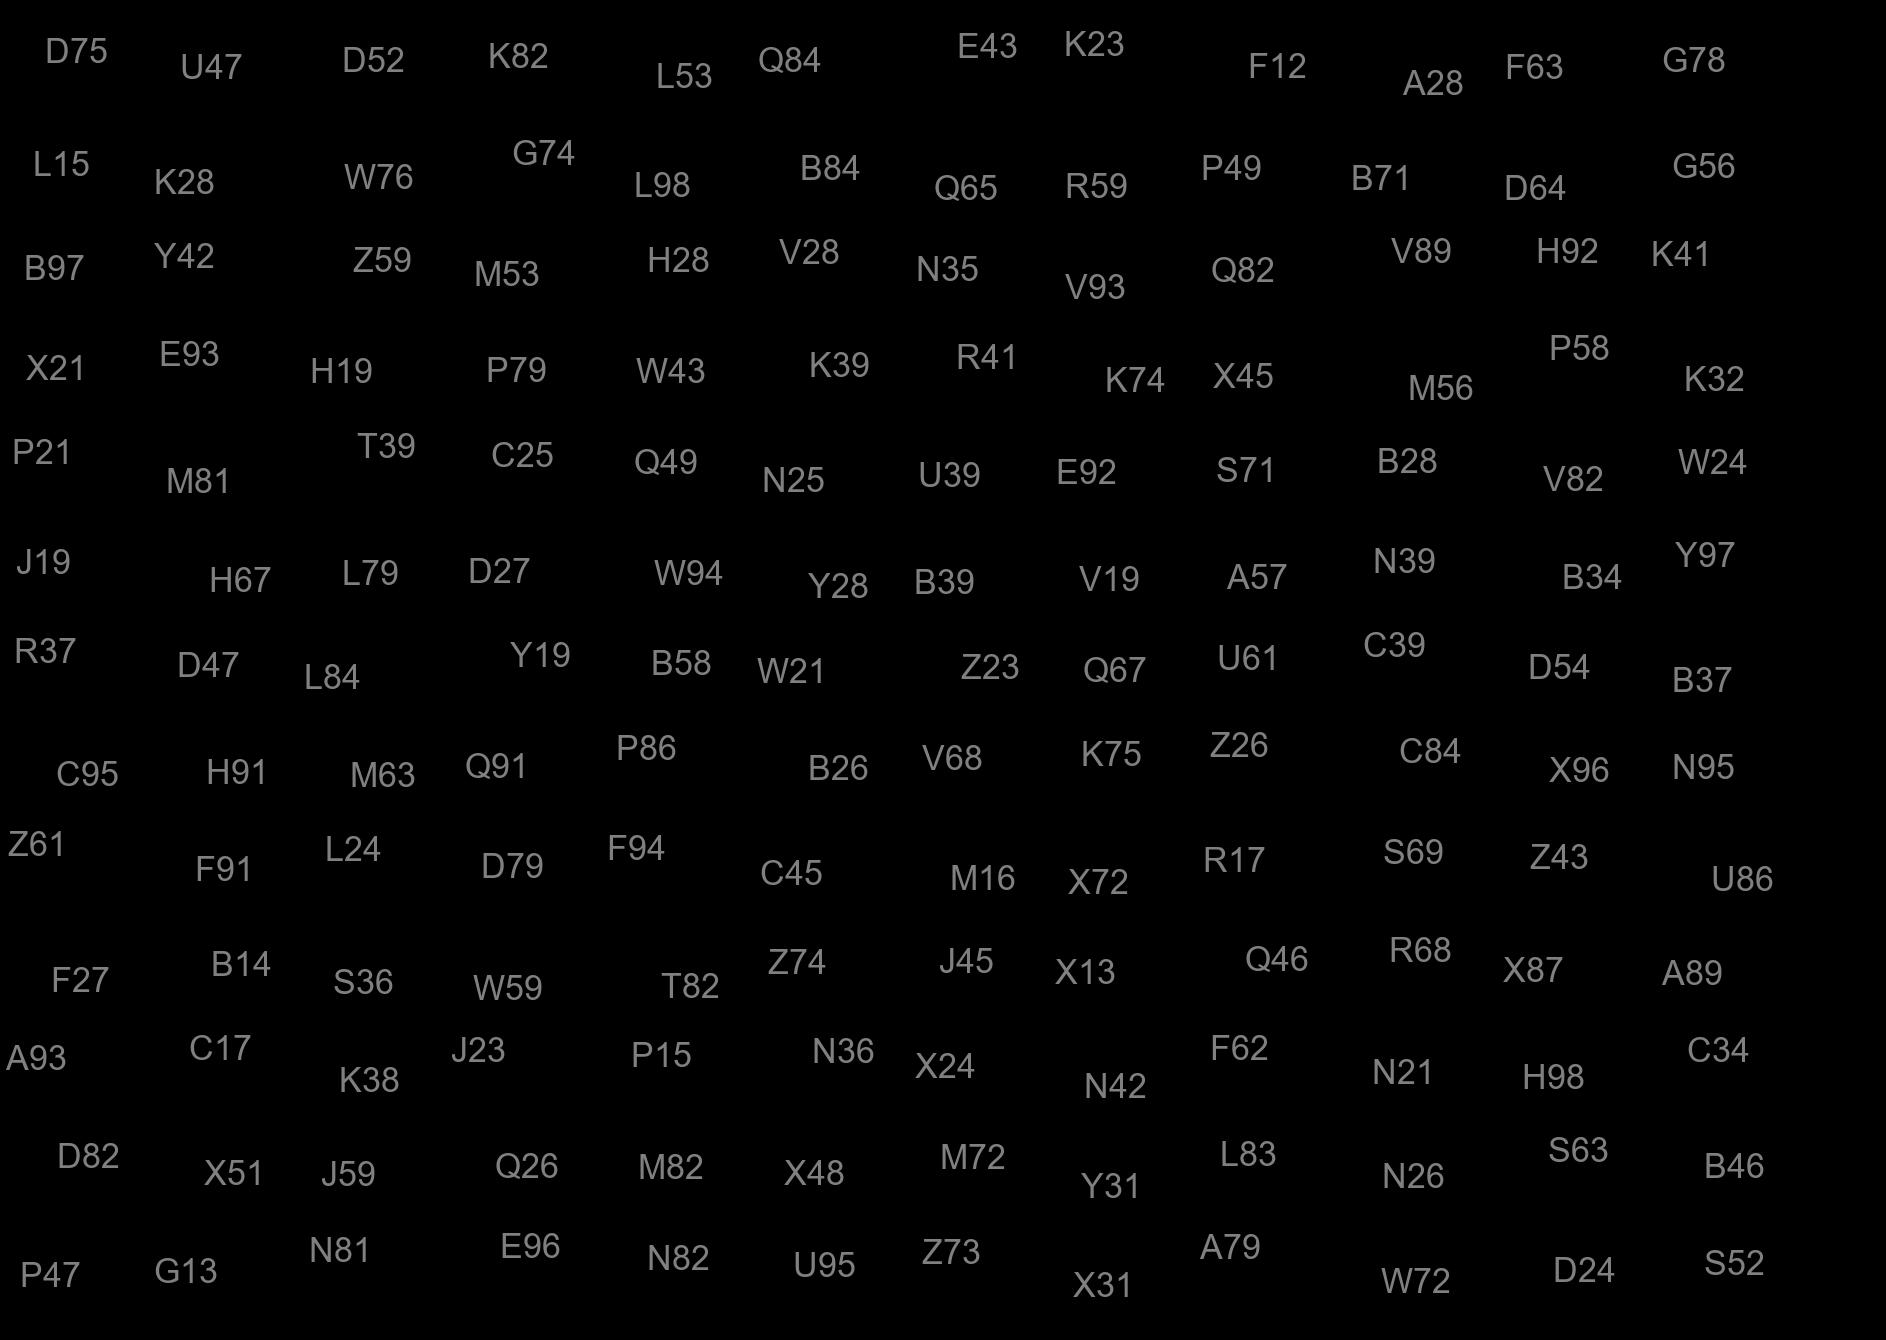 D75 U47 D52 K82 L53 Q84 E43 K23 F12 A28 F63 G78
L15 K28 W76 G74 L98 B84 Q65 R59 P49 B71 D64 G56
B97 Y42 Z59 M53 H28 V28 N35 V93 Q82 V89 H92 K41
X21 E93 H19 P79 W43 K39 R41 K74 X45 M56 P58 K32
P21 M81 T39 C25 Q49 N25 U39 E92 S71 B28 V82 W24
J19 H67 L79 D27 W94 Y28 B39 V19 A57 N39 B34 Y97
R37 D47 L84 Y19 B58 W21 Z23 Q67 U61 C39 D54 B37
C95 H91 M63 Q91 P86 B26 V68 K75 Z26 C84 X96 N95
Z61 F91 L24 D79 F94 C45 M16 X72 R17 S69 Z43 U86
F27 B14 S36 W59 T82 Z74 J45 X13 Q46 R68 X87 A89
A93 C17 K38 J23 P15 N36 X24 N42 F62 N21 H98 C34
D82 X51 J59 Q26 M82 X48 M72 Y31 L83 N26 S63 B46
P47 G13 N81 E96 N82 U95 Z73 X31 A79 W72 D24 S52